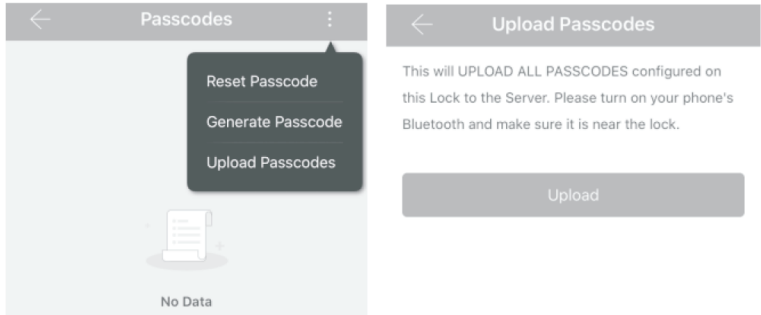 Passcodes
Reset Passcode
Generate Passcode
Upload Passcodes
No Data
Upload Passcodes
This will UPLOAD ALL PASSCODES configured on
this Lock to the Server. Please turn on your phone's
Bluetooth and make sure it is near the lock.
Upload